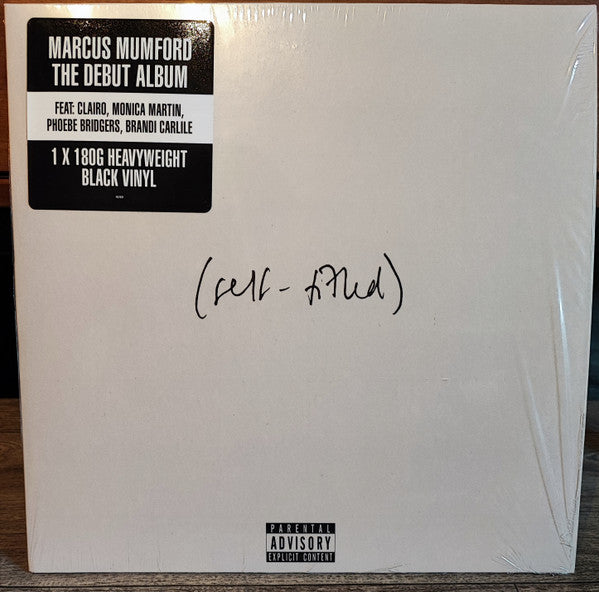 MARCUS MUMFORD
THE DEBUT ALBUM
FEAT: CLAIRO, MONICA MARTIN,
PHOEBE BRIDGERS, BRANDI CARLILE
1 X 180G HEAVYWEIGHT
BLACK VINYL
(self-titled)
PARENTAL
ADVISORY
EXPLICIT CONTENT